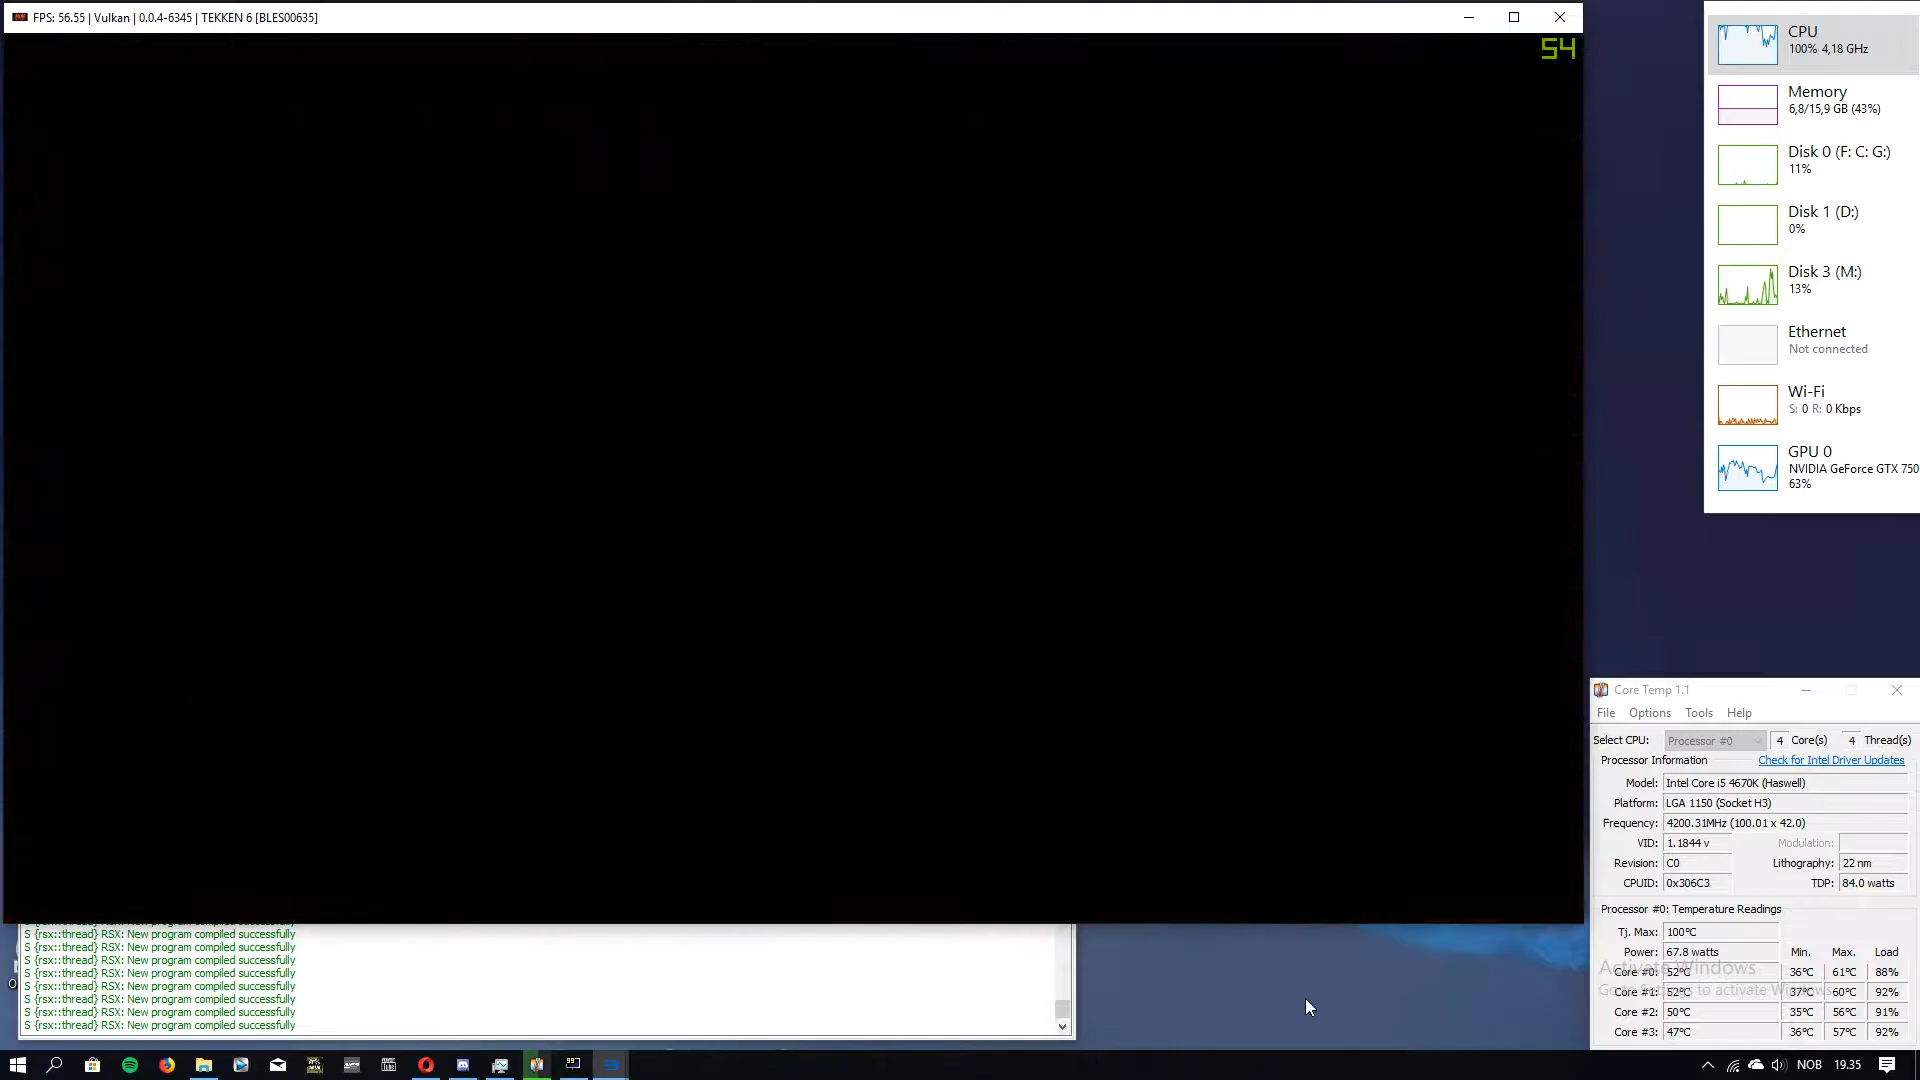 FPS: 56.55 | Vulkan | 0.0.4-6345 | TEKKEN 6 [BLES00635]
54
CPU
100% 4,18 GHz
Memory
6,8/15,9 GB (43%)
Disk 0 (F: C: G:)
11%
Disk 1 (D:)
0%
Disk 3 (M:)
13%
Ethernet
Not connected
Wi-Fi
S: 0 R: 0 Kbps
GPU 0
NVIDIA GeForce GTX 750
63%
Core Temp 1.1
File Options Tools Help
Select CPU: Processor #0 4 Core(s) 4 Thread(s)
Processor Information Check for Intel Driver Updates
Model: Intel Core i5 4670K (Haswell)
Platform: LGA 1150 (Socket H3)
Frequency: 4200.31MHz (100.01 x 42.0)
VID: 1.1844 v Modulation:
Revision: C0 Lithography: 22 nm
CPUID: 0x306C3 TDP: 84.0 watts
Processor #0: Temperature Readings
Tj. Max: 100°C
Power: 67.8 watts Min. Max. Load
Activate Windows
Core #0: 52°C 36°C 61°C 88%
Go to Settings to activate Windows.
Core #1: 52°C 37°C 60°C 92%
Core #2: 50°C 35°C 56°C 91%
Core #3: 47°C 36°C 57°C 92%
S {rsx::thread} RSX: New program compiled successfully
S {rsx::thread} RSX: New program compiled successfully
S {rsx::thread} RSX: New program compiled successfully
S {rsx::thread} RSX: New program compiled successfully
S {rsx::thread} RSX: New program compiled successfully
S {rsx::thread} RSX: New program compiled successfully
S {rsx::thread} RSX: New program compiled successfully
S {rsx::thread} RSX: New program compiled successfully
NOB 19.35